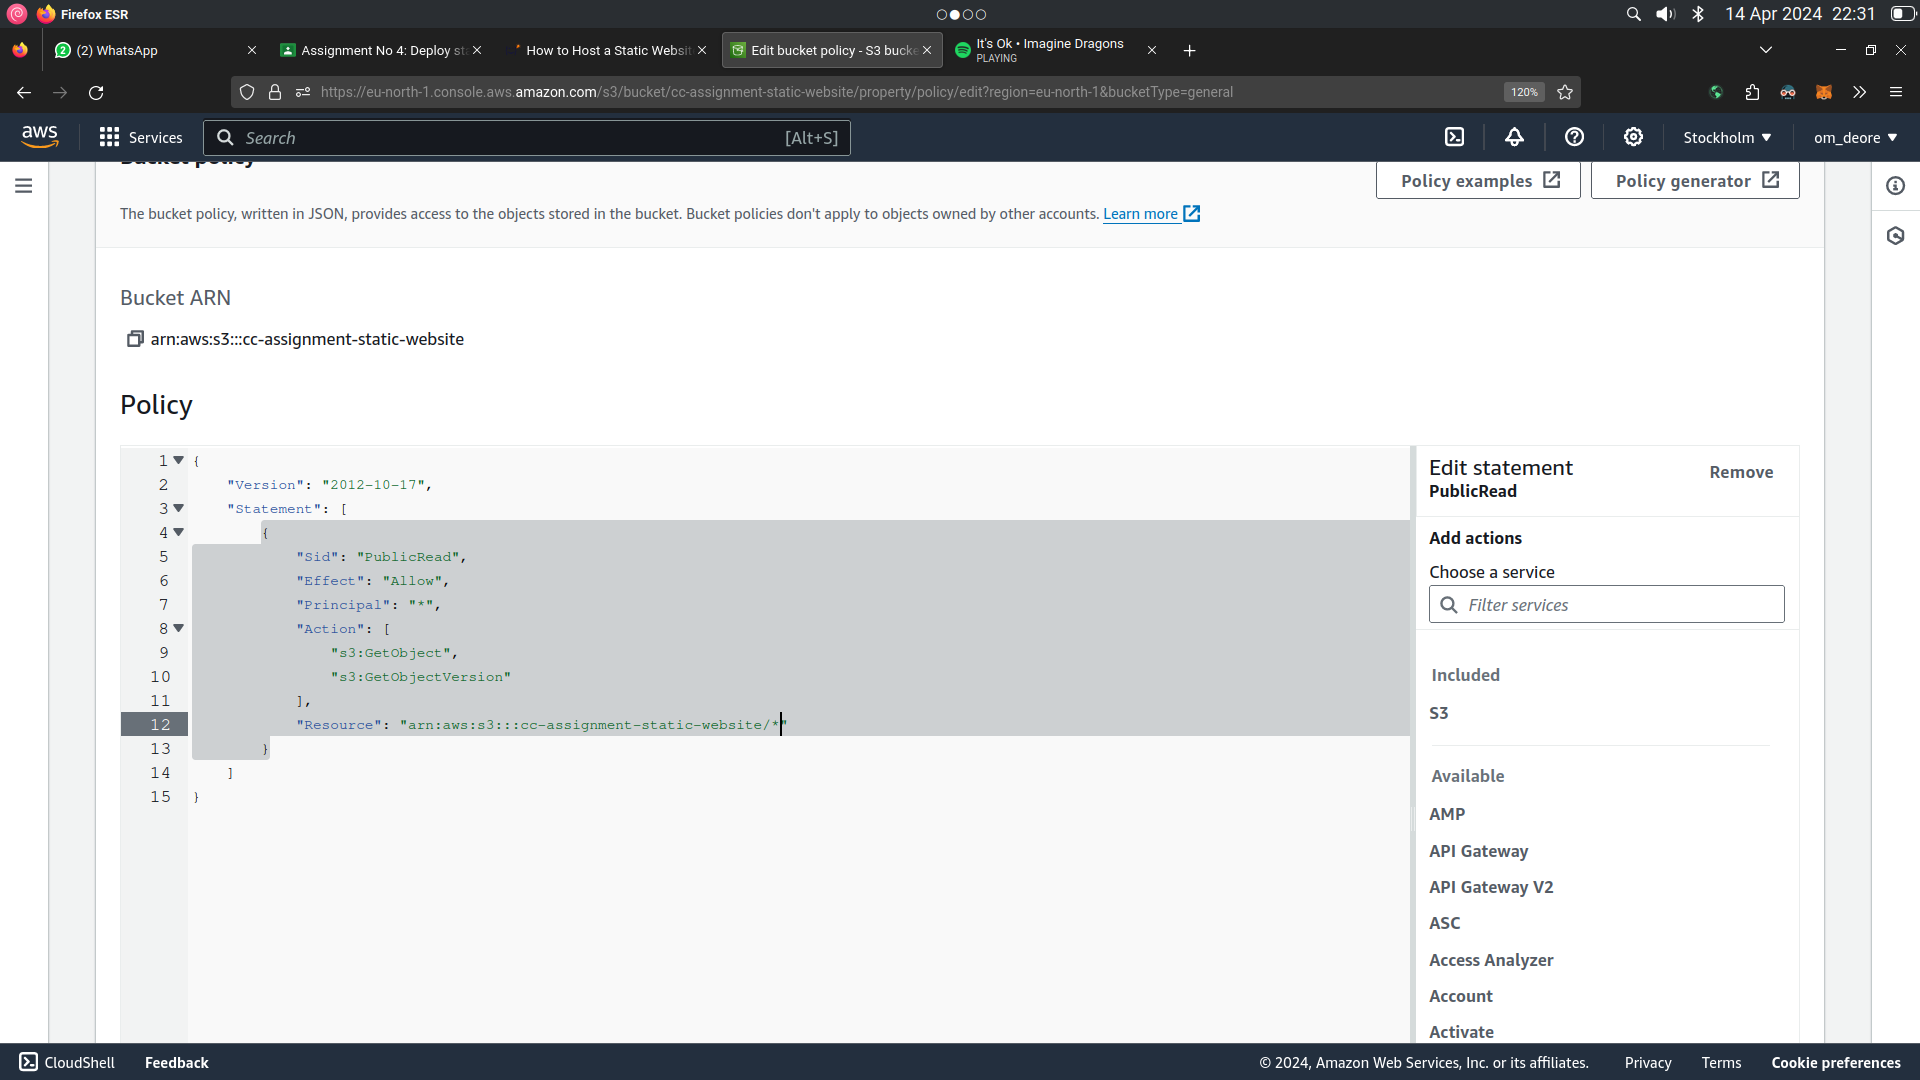 Firefox ESR
14 Apr 2024 22:31
(2) WhatsApp
Assignment No 4: Deploy st
How to Host a Static Websit
Edit bucket policy - S3 bucke
It's Ok • Imagine Dragons
PLAYING
https://eu-north-1.console.aws.amazon.com/s3/bucket/cc-assignment-static-website/property/policy/edit?region=eu-north-1&bucketType=general
120%
aws
Services
Search
[Alt+S]
Stockholm
om_deore
Bucket policy
Policy examples
Policy generator
The bucket policy, written in JSON, provides access to the objects stored in the bucket. Bucket policies don't apply to objects owned by other accounts. Learn more
Bucket ARN
arn:aws:s3:::cc-assignment-static-website
Policy
1 {
2 "Version": "2012-10-17",
3 "Statement": [
4 {
5 "Sid": "PublicRead",
6 "Effect": "Allow",
7 "Principal": "*",
8 "Action": [
9 "s3:GetObject",
10 "s3:GetObjectVersion"
11 ],
12 "Resource": "arn:aws:s3:::cc-assignment-static-website/*"
13 }
14 ]
15 }
Edit statement
PublicRead
Remove
Add actions
Choose a service
Filter services
Included
S3
Available
AMP
API Gateway
API Gateway V2
ASC
Access Analyzer
Account
Activate
CloudShell
Feedback
© 2024, Amazon Web Services, Inc. or its affiliates.
Privacy
Terms
Cookie preferences